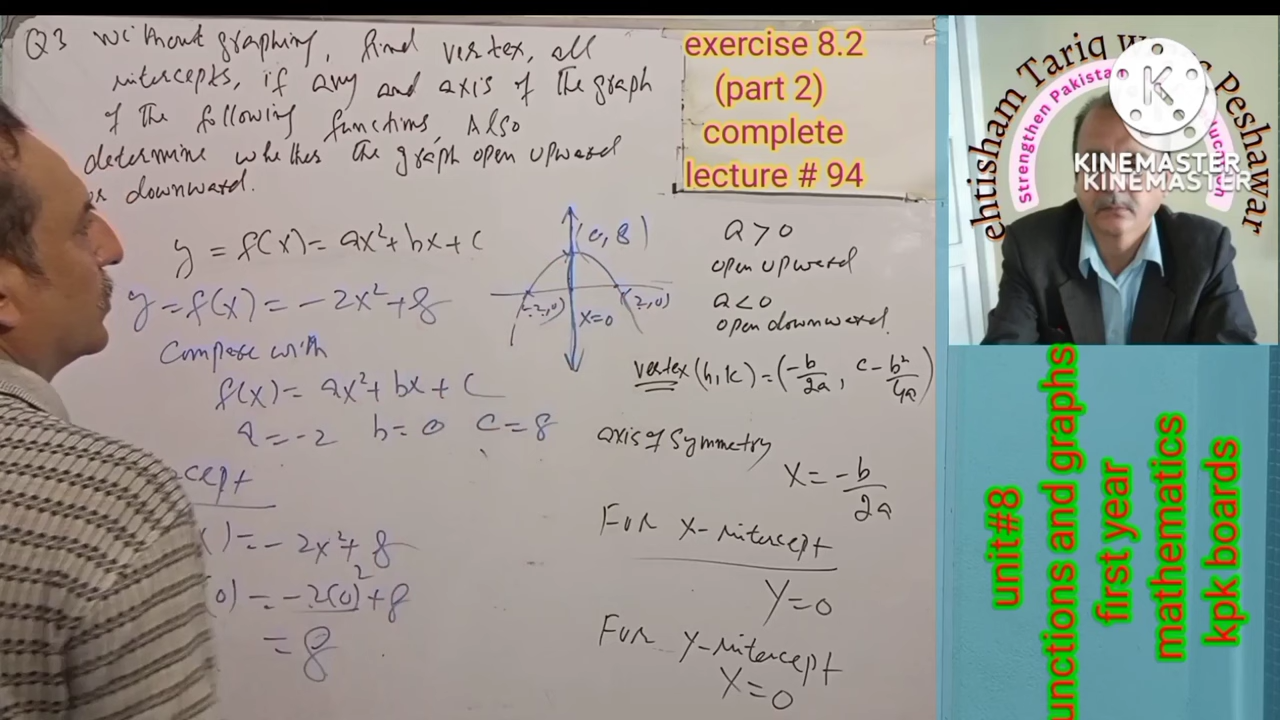 Q3 Without graphing, find vertex, all
intercepts, if any and axis of the graph
of the following functions, Also
determine whether the graph open upward
or downward.
y = f(x) = ax²+bx+c
y = f(x) = -2x²+8
Compare with
f(x) = ax²+bx+c
a = -2 b = 0 c = 8
cept
x) = -2x²+8
(0) = -2(0)²+8
= 8
(0, 8)
(-2,0)
(2,0)
x=0
a > 0
open upward
a < 0
open downward.
vertex (h,k) = (-b/2a, c - b²/4a)
axis of Symmetry
X = -b/2a
For x-intercept
Y = 0
For y-intercept
X = 0
exercise 8.2
(part 2)
complete
lecture # 94
ehtisham Tariq W Peshawar
Strengthen Pakista
K
KINEMASTER
KINEMASTER
unit#8
unctions and graphs
first year
mathematics
kpk boards